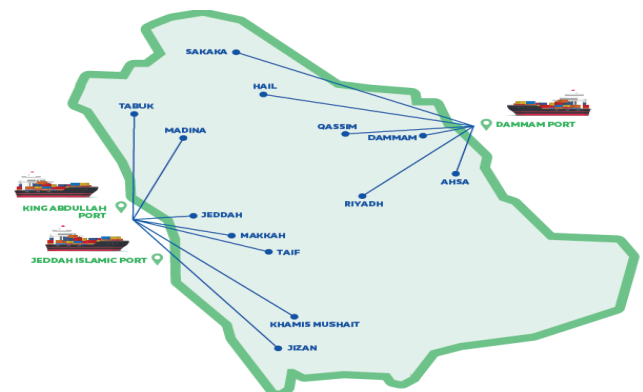 SAKAKA
HAIL
TABUK
MADINA
QASSIM
DAMMAM
DAMMAM PORT
AHSA
RIYADH
KING ABDULLAH
PORT
JEDDAH
MAKKAH
TAIF
JEDDAH ISLAMIC PORT
KHAMIS MUSHAIT
JIZAN